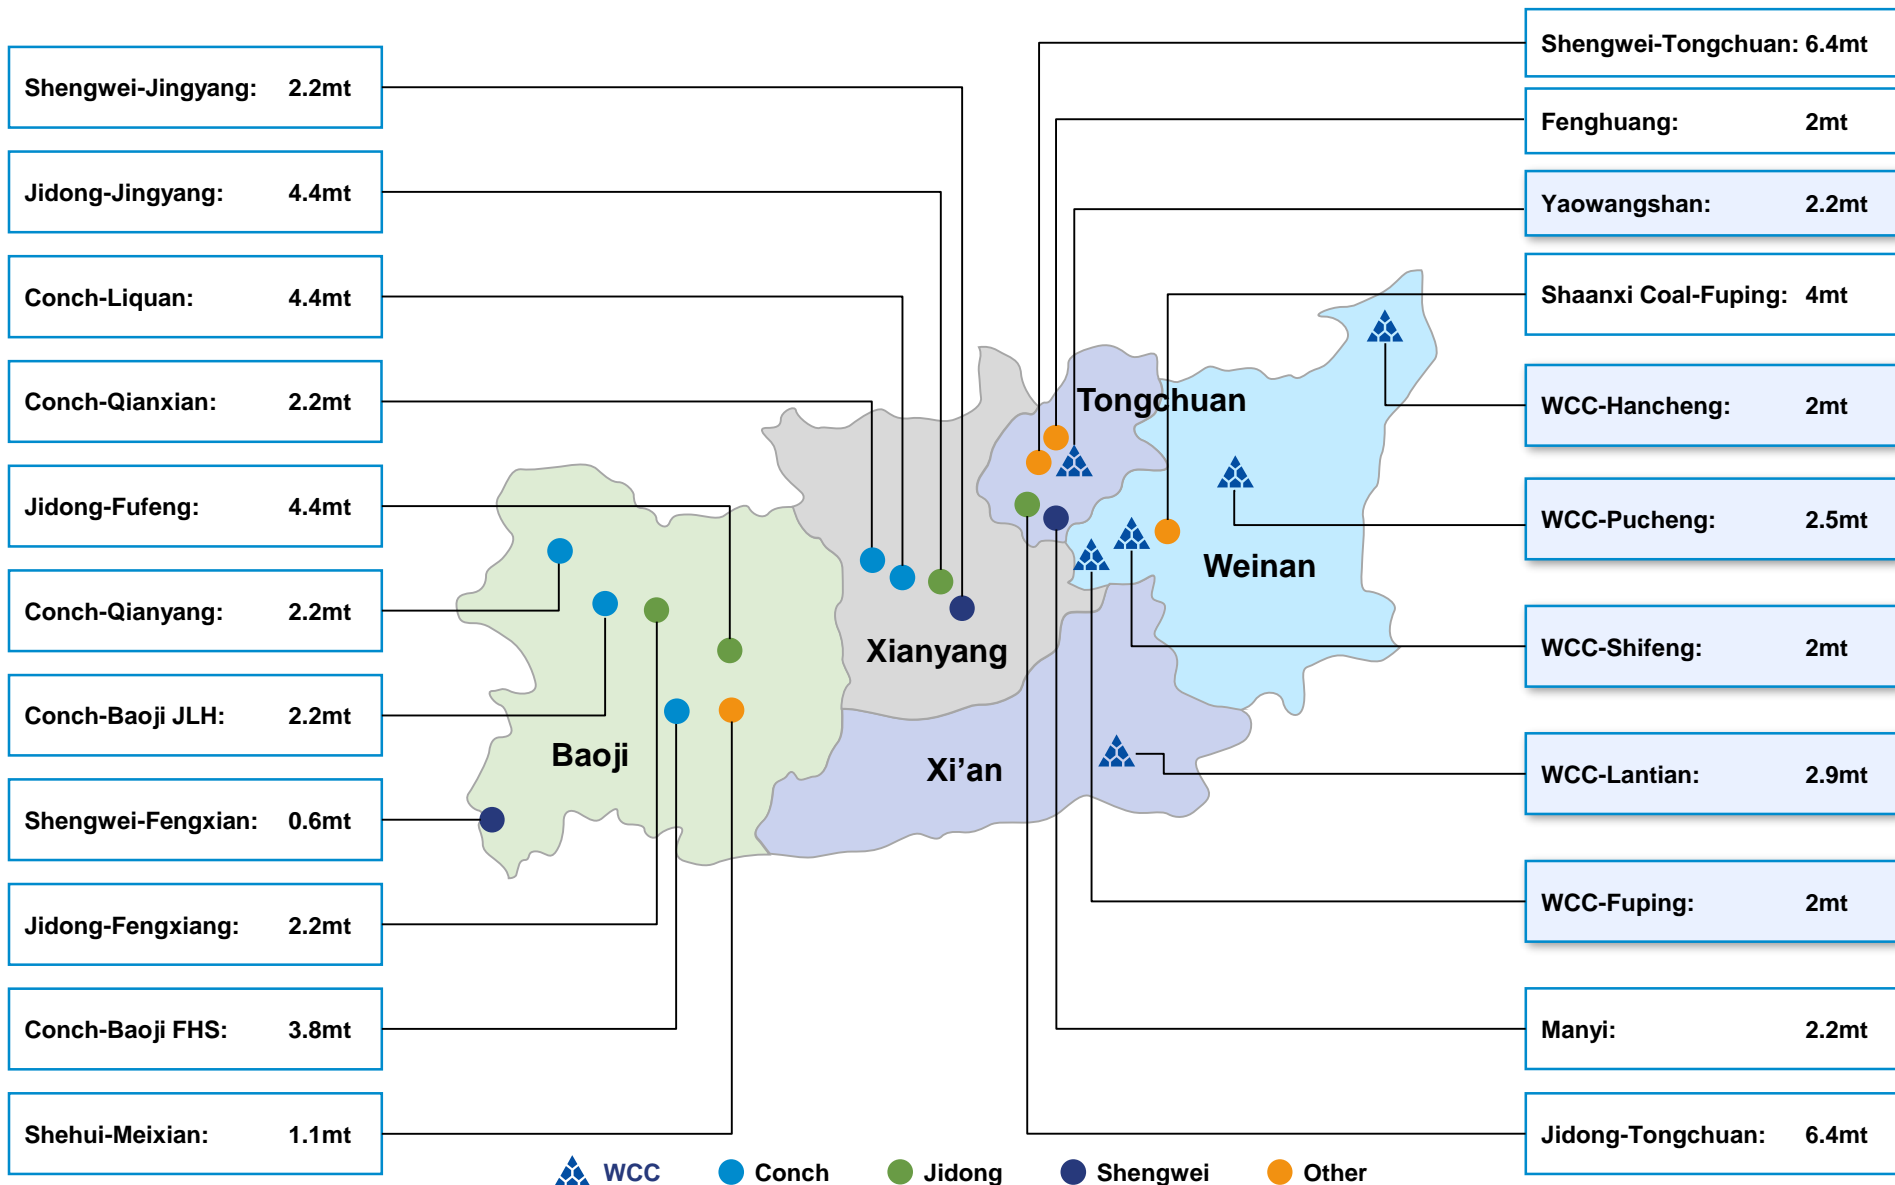 Shengwei-Jingyang: 2.2mt
Jidong-Jingyang: 4.4mt
Conch-Liquan: 4.4mt
Conch-Qianxian: 2.2mt
Jidong-Fufeng: 4.4mt
Conch-Qianyang: 2.2mt
Conch-Baoji JLH: 2.2mt
Shengwei-Fengxian: 0.6mt
Jidong-Fengxiang: 2.2mt
Conch-Baoji FHS: 3.8mt
Shehui-Meixian: 1.1mt
Tongchuan
Weinan
Xianyang
Baoji
Xi’an
Shengwei-Tongchuan: 6.4mt
Fenghuang: 2mt
Yaowangshan: 2.2mt
Shaanxi Coal-Fuping: 4mt
WCC-Hancheng: 2mt
WCC-Pucheng: 2.5mt
WCC-Shifeng: 2mt
WCC-Lantian: 2.9mt
WCC-Fuping: 2mt
Manyi: 2.2mt
Jidong-Tongchuan: 6.4mt
WCC Conch Jidong Shengwei Other